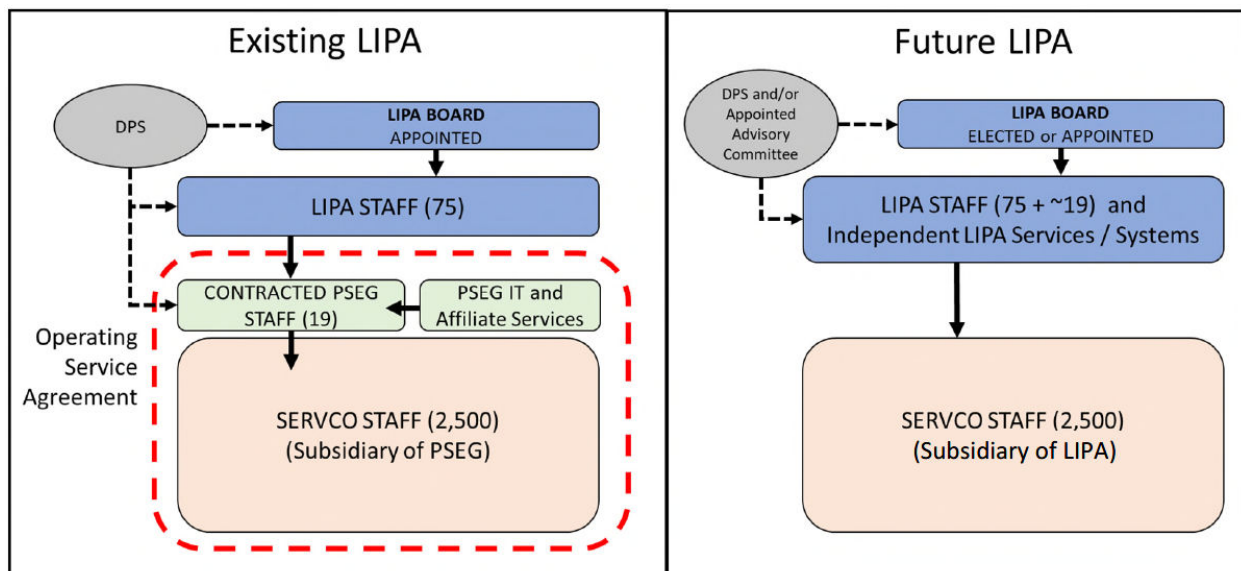 Existing LIPA
DPS
LIPA BOARD
APPOINTED
LIPA STAFF (75)
CONTRACTED PSEG
STAFF (19)
PSEG IT and
Affiliate Services
Operating
Service
Agreement
SERVCO STAFF (2,500)
(Subsidiary of PSEG)
Future LIPA
DPS and/or
Appointed
Advisory
Committee
LIPA BOARD
ELECTED or APPOINTED
LIPA STAFF (75 + ~19) and
Independent LIPA Services / Systems
SERVCO STAFF (2,500)
(Subsidiary of LIPA)